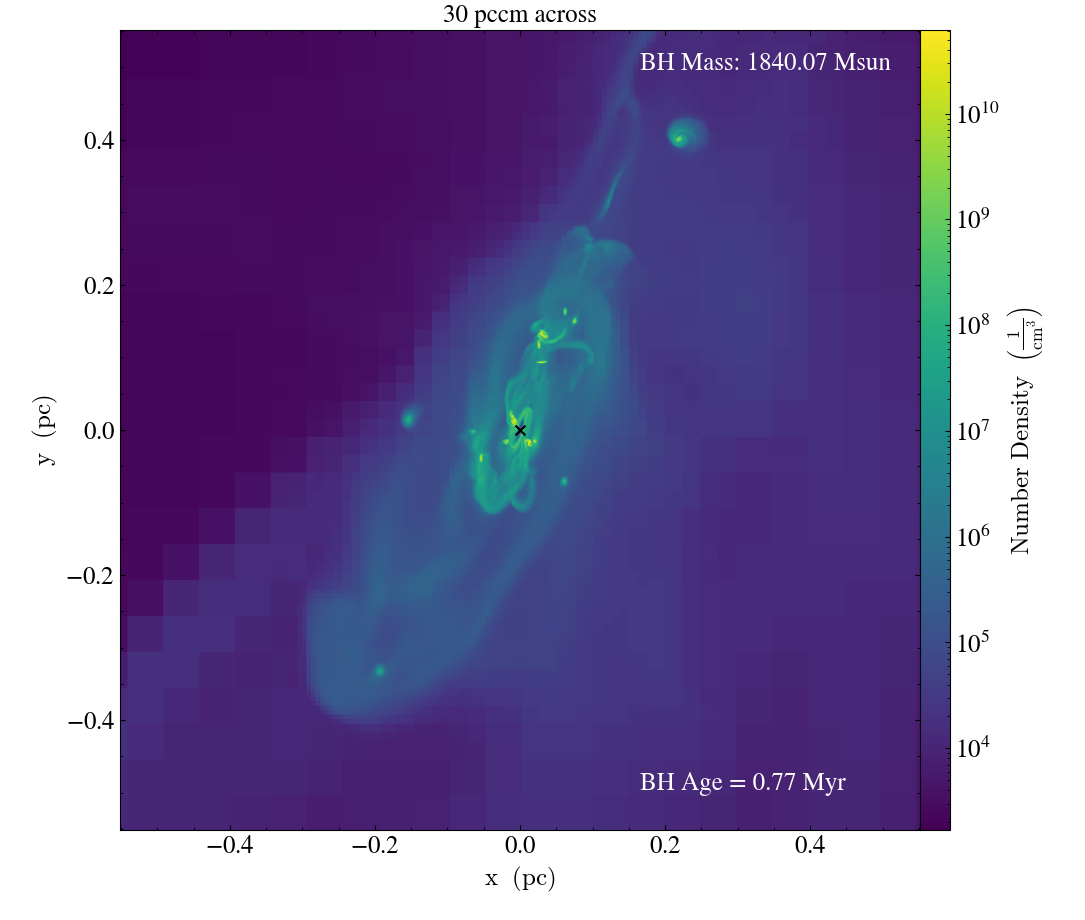 30 pccm across
BH Mass: 1840.07 Msun
BH Age = 0.77 Myr
0.4
0.2
0.0
−0.2
−0.4
y (pc)
−0.4 −0.2 0.0 0.2 0.4
x (pc)
10^10
10^9
10^8
10^7
10^6
10^5
10^4
Number Density (1/cm^3)